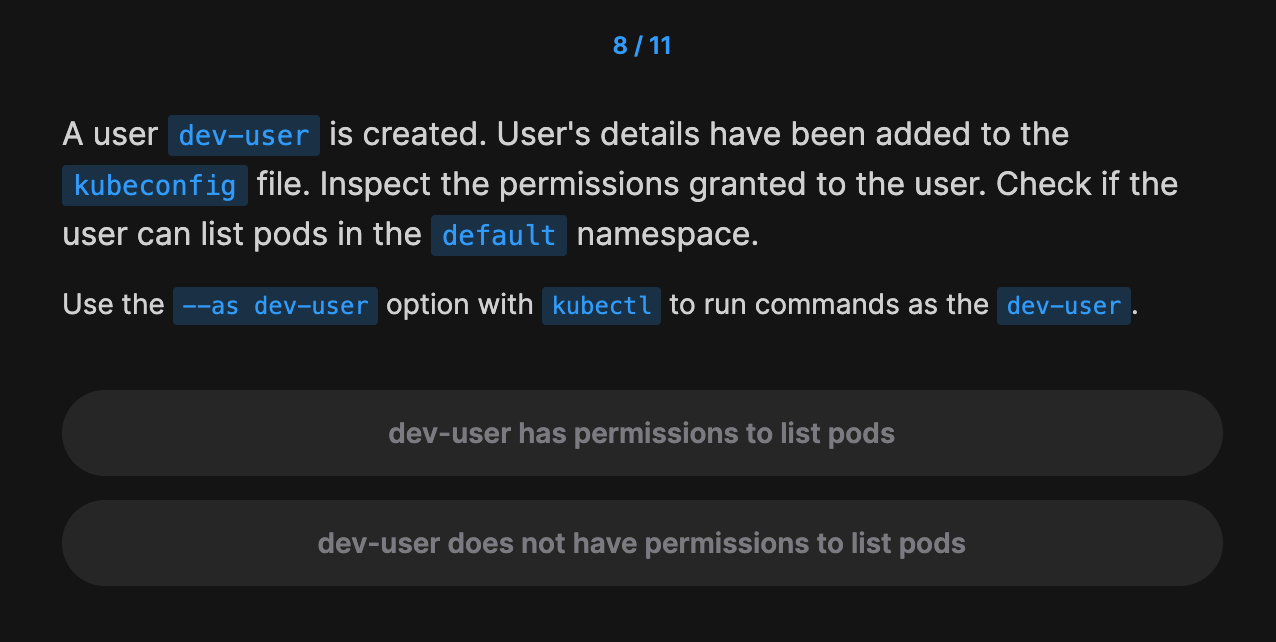 8 / 11
A user dev-user is created. User's details have been added to the
kubeconfig file. Inspect the permissions granted to the user. Check if the
user can list pods in the default namespace.
Use the --as dev-user option with kubectl to run commands as the dev-user.
dev-user has permissions to list pods
dev-user does not have permissions to list pods